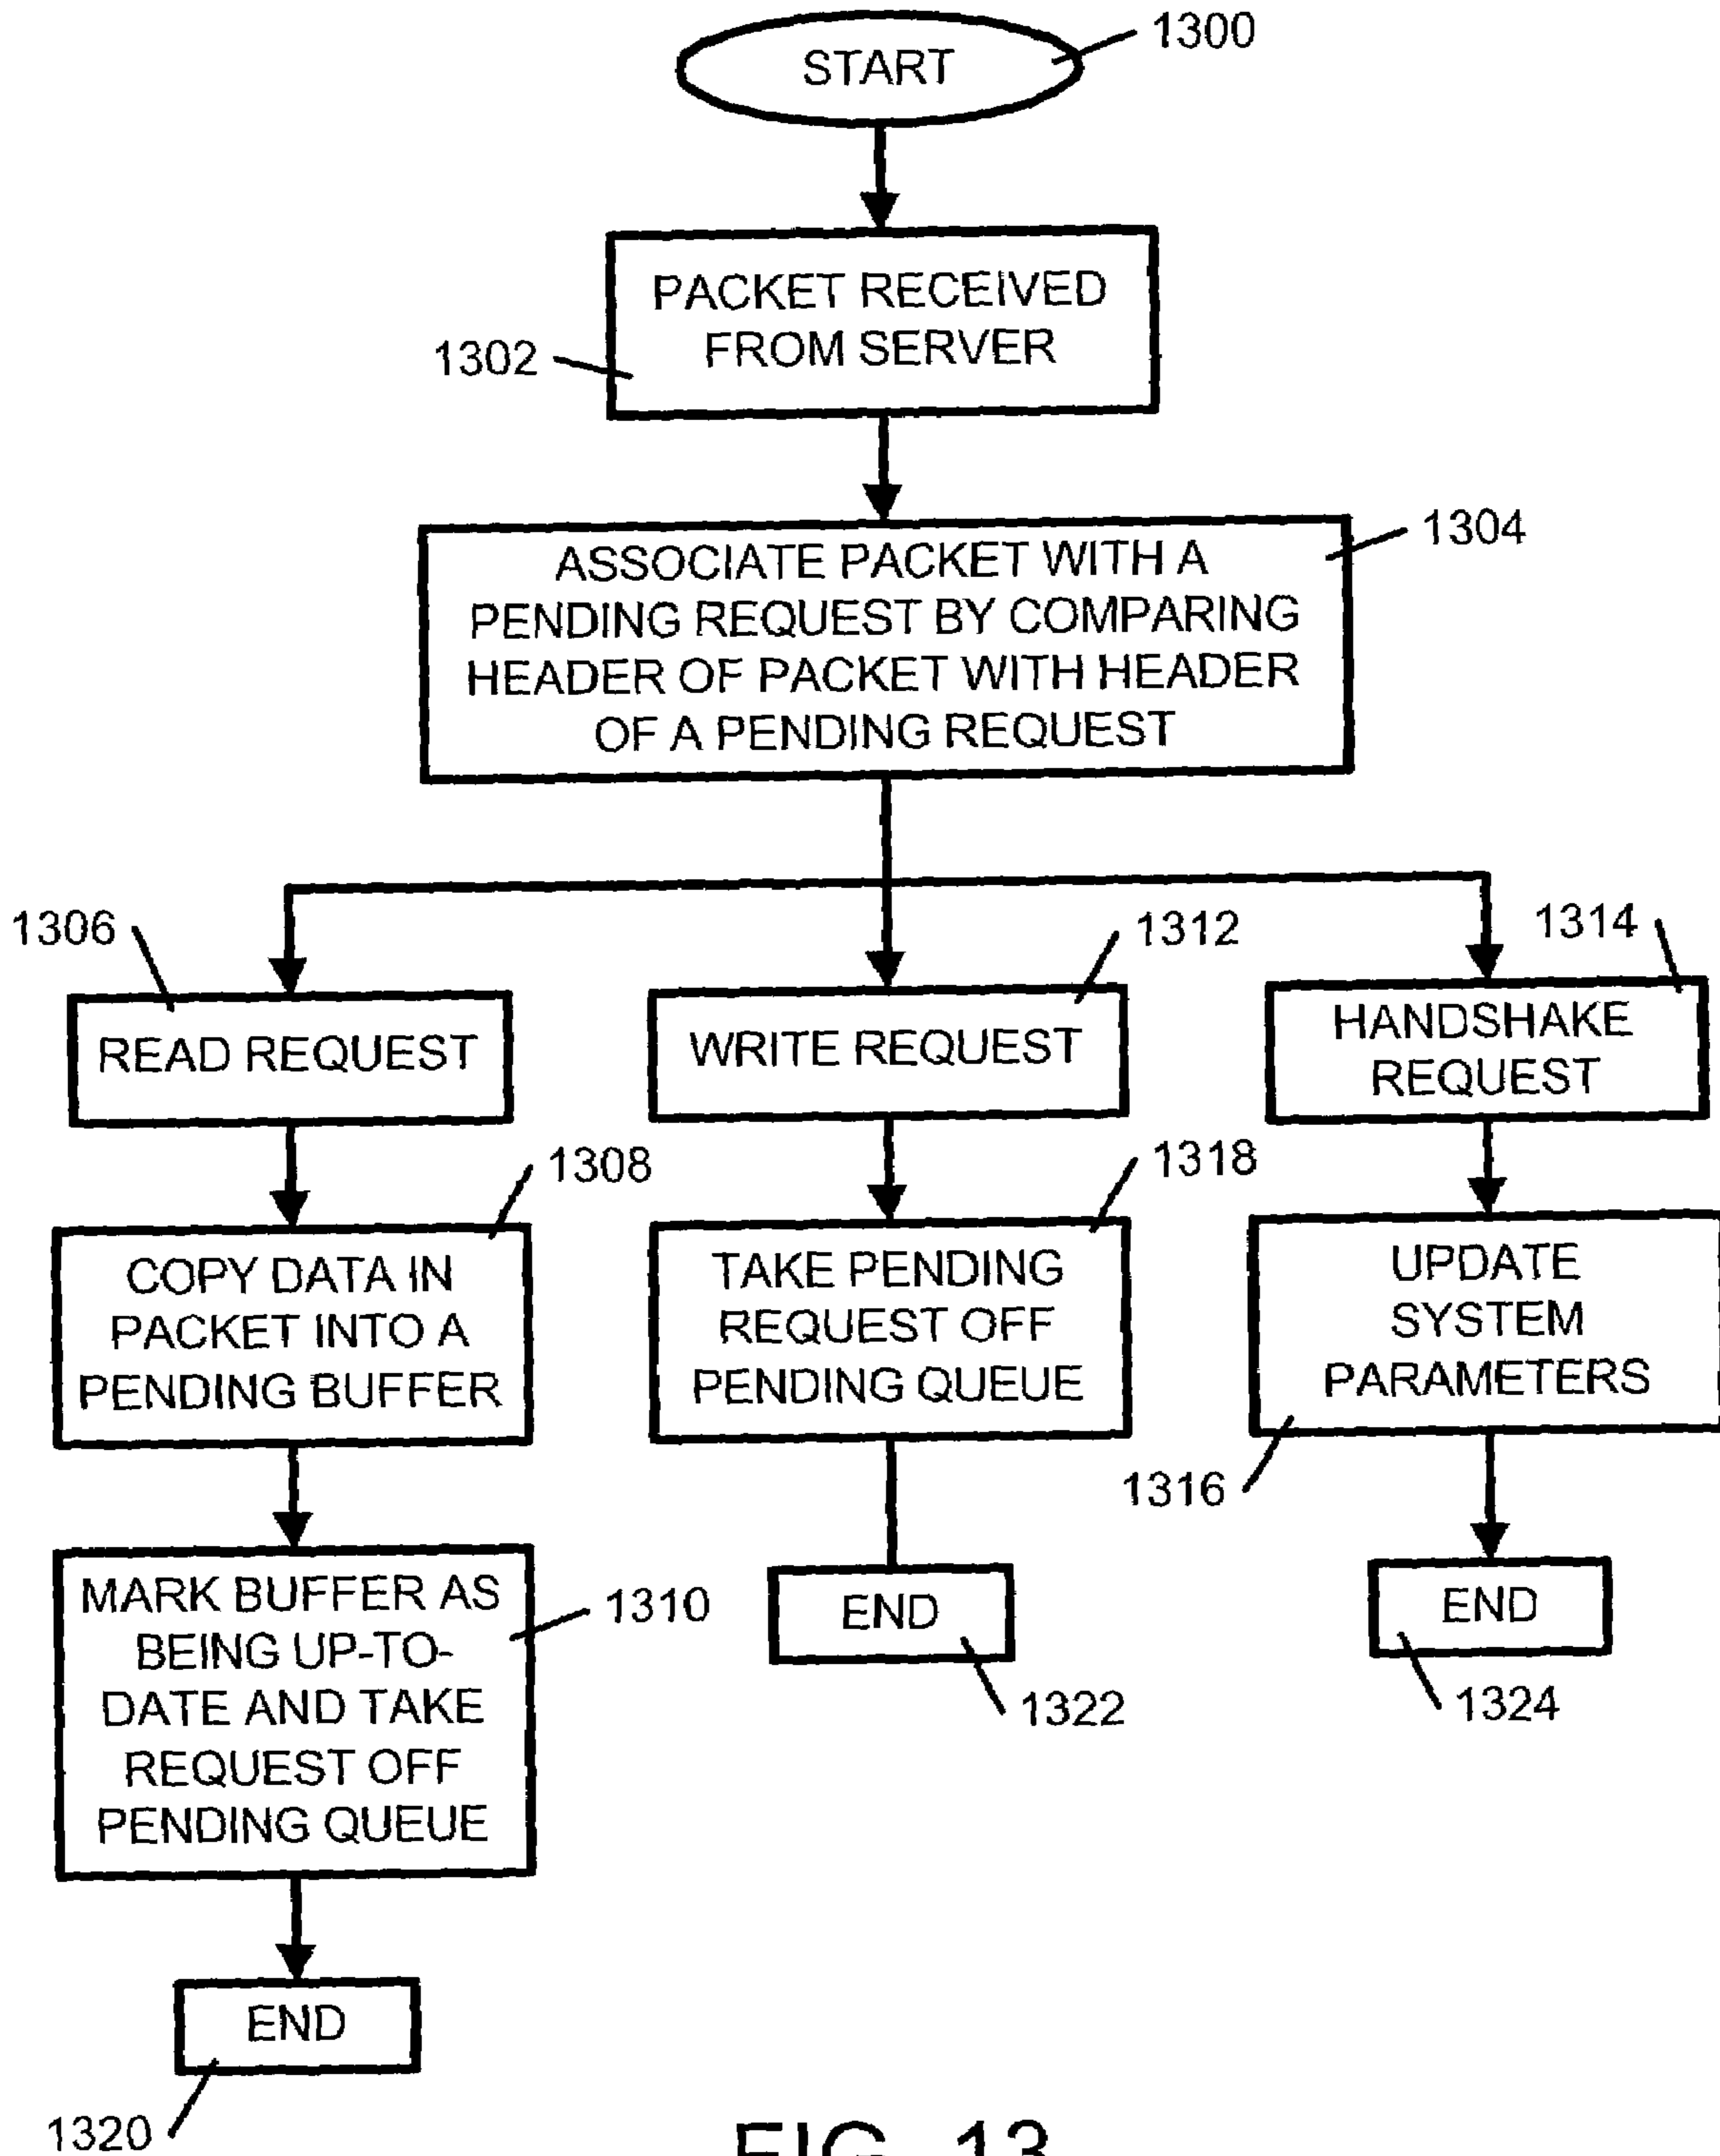 1300
START
PACKET RECEIVED
FROM SERVER
1302
1304
ASSOCIATE PACKET WITH A
PENDING REQUEST BY COMPARING
HEADER OF PACKET WITH HEADER
OF A PENDING REQUEST
1306
READ REQUEST
1308
COPY DATA IN
PACKET INTO A
PENDING BUFFER
MARK BUFFER AS
BEING UP-TO-
DATE AND TAKE
REQUEST OFF
PENDING QUEUE
1310
END
1320
1312
WRITE REQUEST
1318
TAKE PENDING
REQUEST OFF
PENDING QUEUE
END
1322
1314
HANDSHAKE
REQUEST
UPDATE
SYSTEM
PARAMETERS
1316
END
1324
FIG. 13